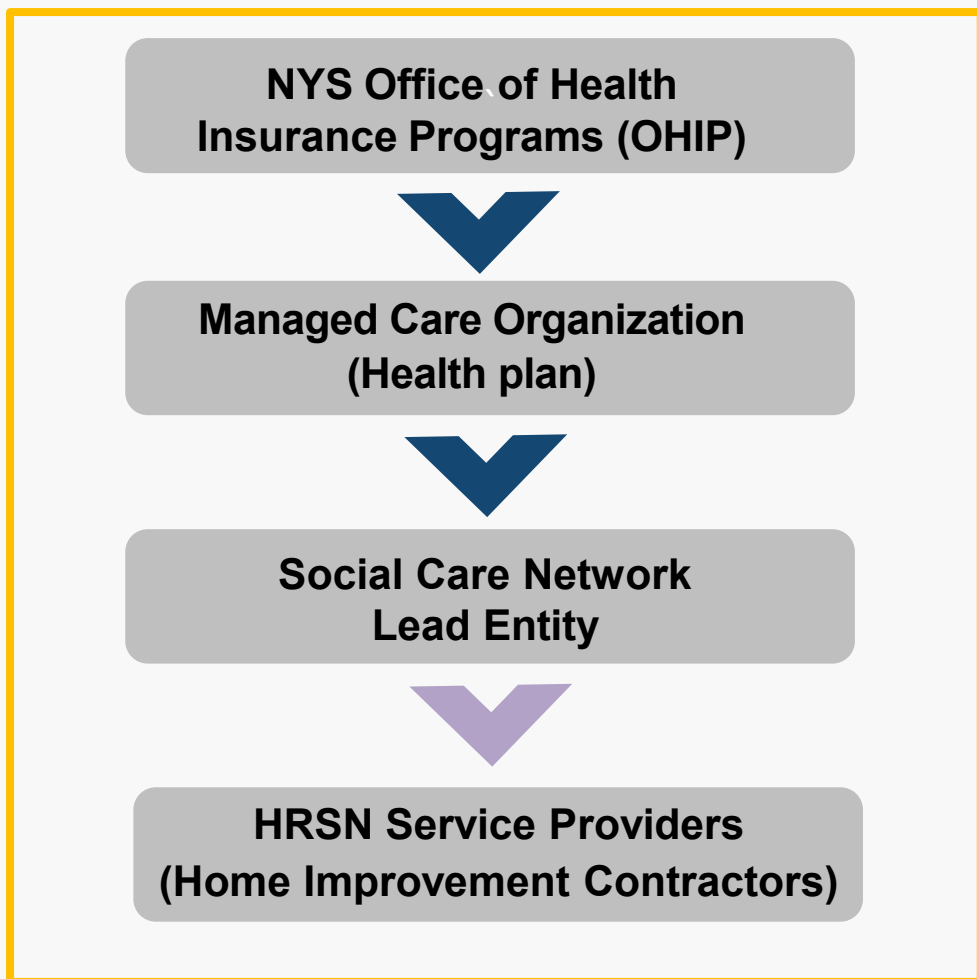 NYS Office of Health
Insurance Programs (OHIP)
Managed Care Organization
(Health plan)
Social Care Network
Lead Entity
HRSN Service Providers
(Home Improvement Contractors)